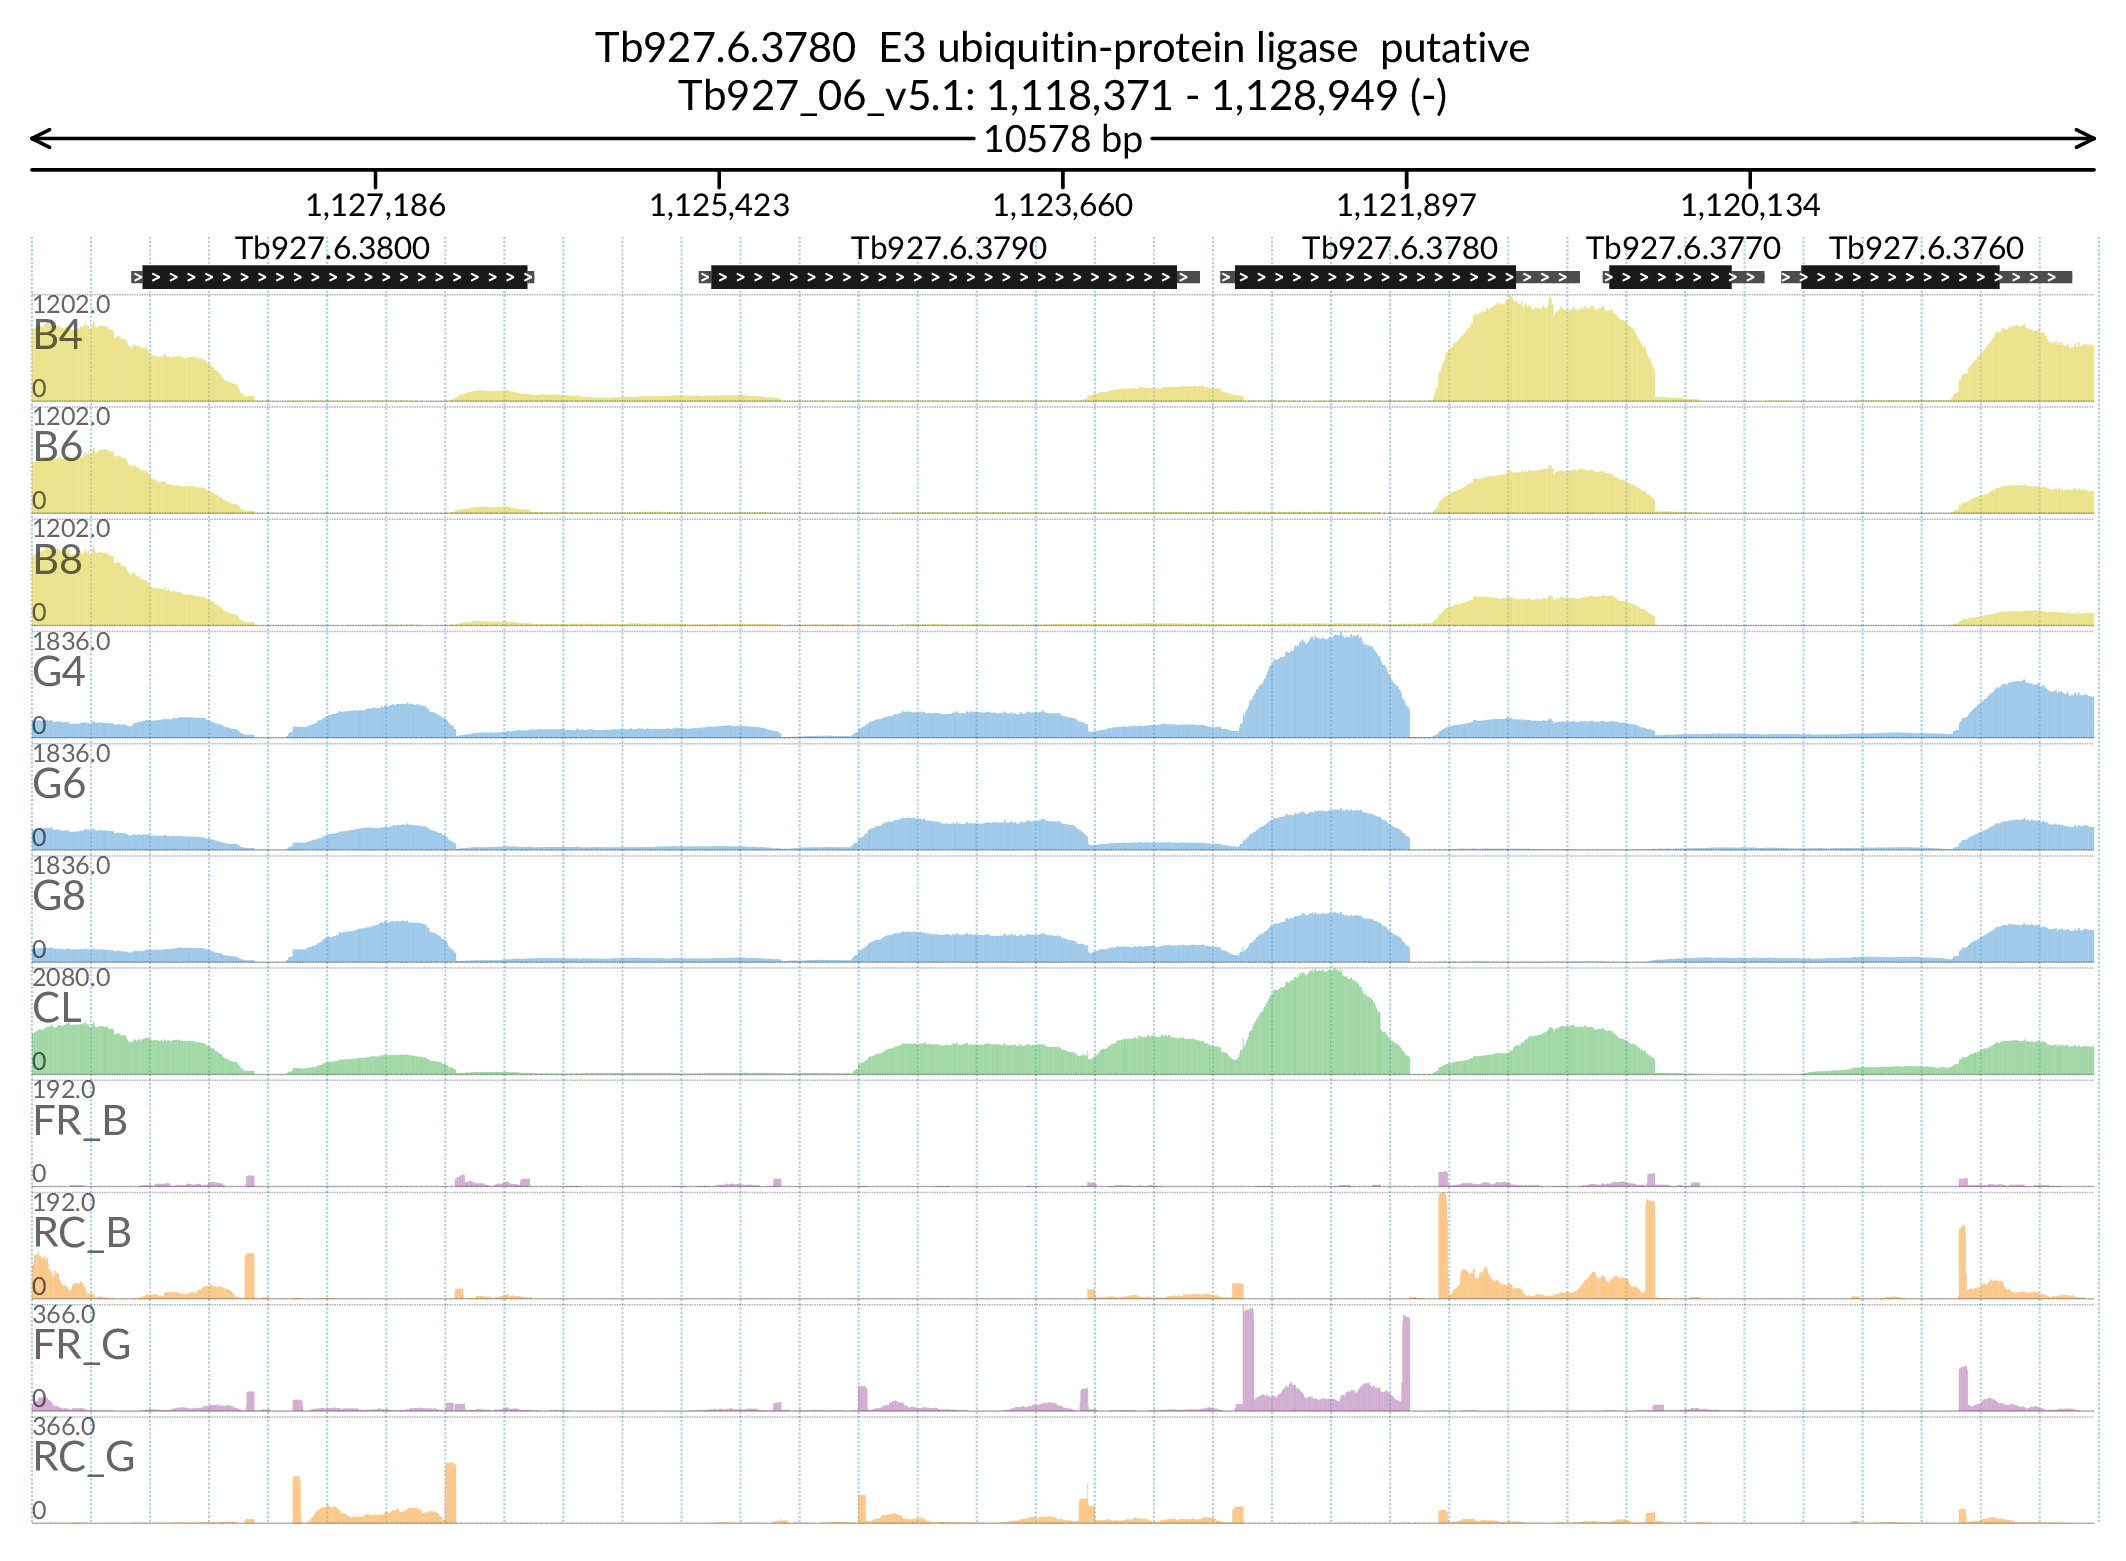 Tb927.6.3780 E3 ubiquitin-protein ligase putative
Tb927_06_v5.1: 1,118,371 - 1,128,949 (-)
10578 bp
1,127,186 1,125,423 1,123,660 1,121,897 1,120,134
Tb927.6.3800 Tb927.6.3790 Tb927.6.3780 Tb927.6.3770 Tb927.6.3760
1202.0
B4
0
1202.0
B6
0
1202.0
B8
0
1836.0
G4
0
1836.0
G6
0
1836.0
G8
0
2080.0
CL
0
192.0
FR_B
0
192.0
RC_B
0
366.0
FR_G
0
366.0
RC_G
0